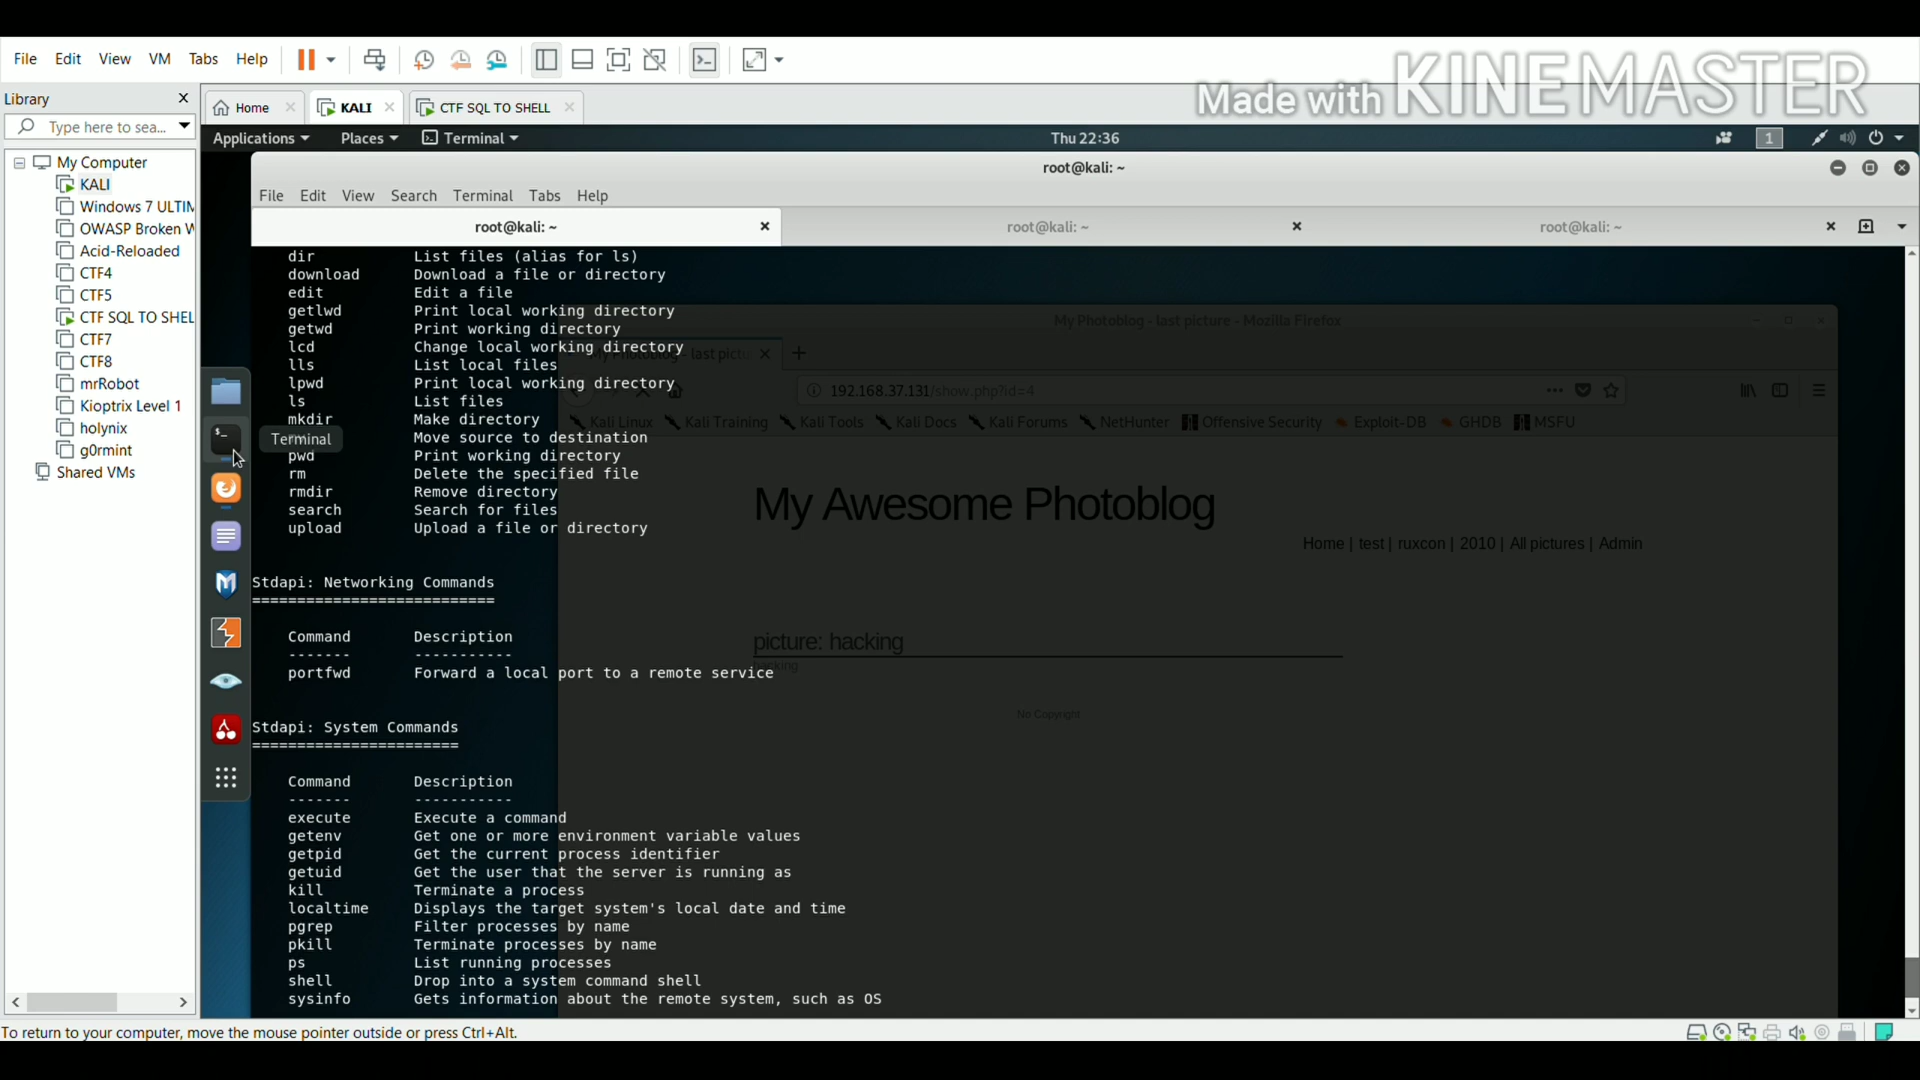 File Edit View VM Tabs Help
Made with KINEMASTER
Library
Type here to sea...
Home
KALI
CTF SQL TO SHELL
Applications Places Terminal Thu 22:36 1
My Computer
KALI
Windows 7 ULTIM
OWASP Broken W
Acid-Reloaded
CTF4
CTF5
CTF SQL TO SHEL
CTF7
CTF8
mrRobot
Kioptrix Level 1
holynix
g0rmint
Shared VMs
root@kali: ~
File Edit View Search Terminal Tabs Help
root@kali: ~ root@kali: ~ root@kali: ~
Terminal
dir List files (alias for ls)
download Download a file or directory
edit Edit a file
getlwd Print local working directory
getwd Print working directory
lcd Change local working directory
lls List local files
lpwd Print local working directory
ls List files
mkdir Make directory
Move source to destination
pwd Print working directory
rm Delete the specified file
rmdir Remove directory
search Search for files
upload Upload a file or directory
Stdapi: Networking Commands
===========================
Command Description
------- -----------
portfwd Forward a local port to a remote service
Stdapi: System Commands
=======================
Command Description
------- -----------
execute Execute a command
getenv Get one or more environment variable values
getpid Get the current process identifier
getuid Get the user that the server is running as
kill Terminate a process
localtime Displays the target system's local date and time
pgrep Filter processes by name
pkill Terminate processes by name
ps List running processes
shell Drop into a system command shell
sysinfo Gets information about the remote system, such as OS
My Photoblog - last picture - Mozilla Firefox
My Photoblog - last pictu
192.168.37.131/show.php?id=4
Kali Linux Kali Training Kali Tools Kali Docs Kali Forums NetHunter Offensive Security Exploit-DB GHDB MSFU
My Awesome Photoblog
Home | test | ruxcon | 2010 | All pictures | Admin
picture: hacking
hacking
No Copyright
To return to your computer, move the mouse pointer outside or press Ctrl+Alt.